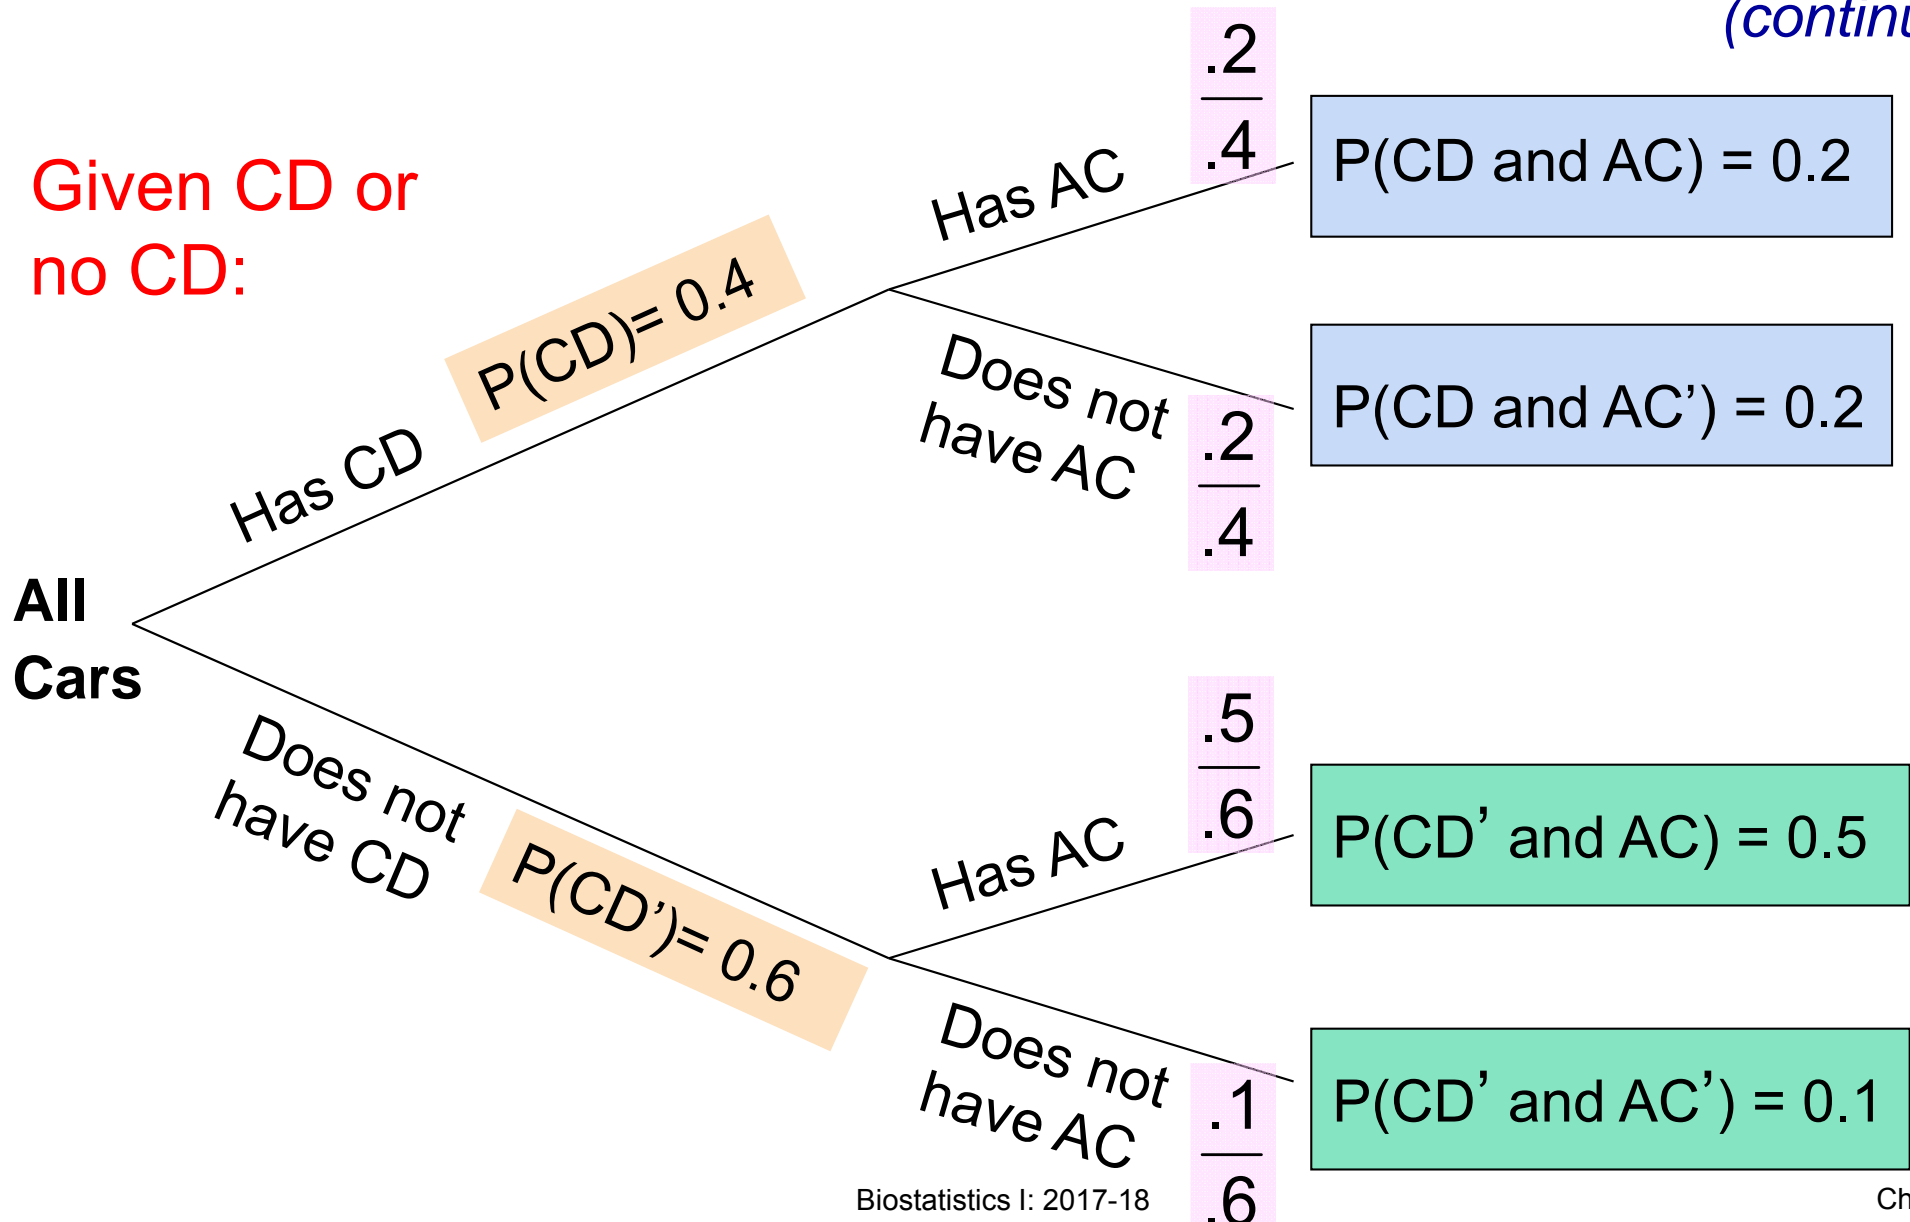 (continu
Given CD or
no CD:
All
Cars
Has CD
P(CD)= 0.4
Does not
have CD
P(CD’)= 0.6
Has AC
.2
.4
P(CD and AC) = 0.2
Does not
have AC
.2
.4
P(CD and AC’) = 0.2
Has AC
.5
.6
P(CD’ and AC) = 0.5
Does not
have AC
.1
.6
P(CD’ and AC’) = 0.1
Biostatistics I: 2017-18
Ch